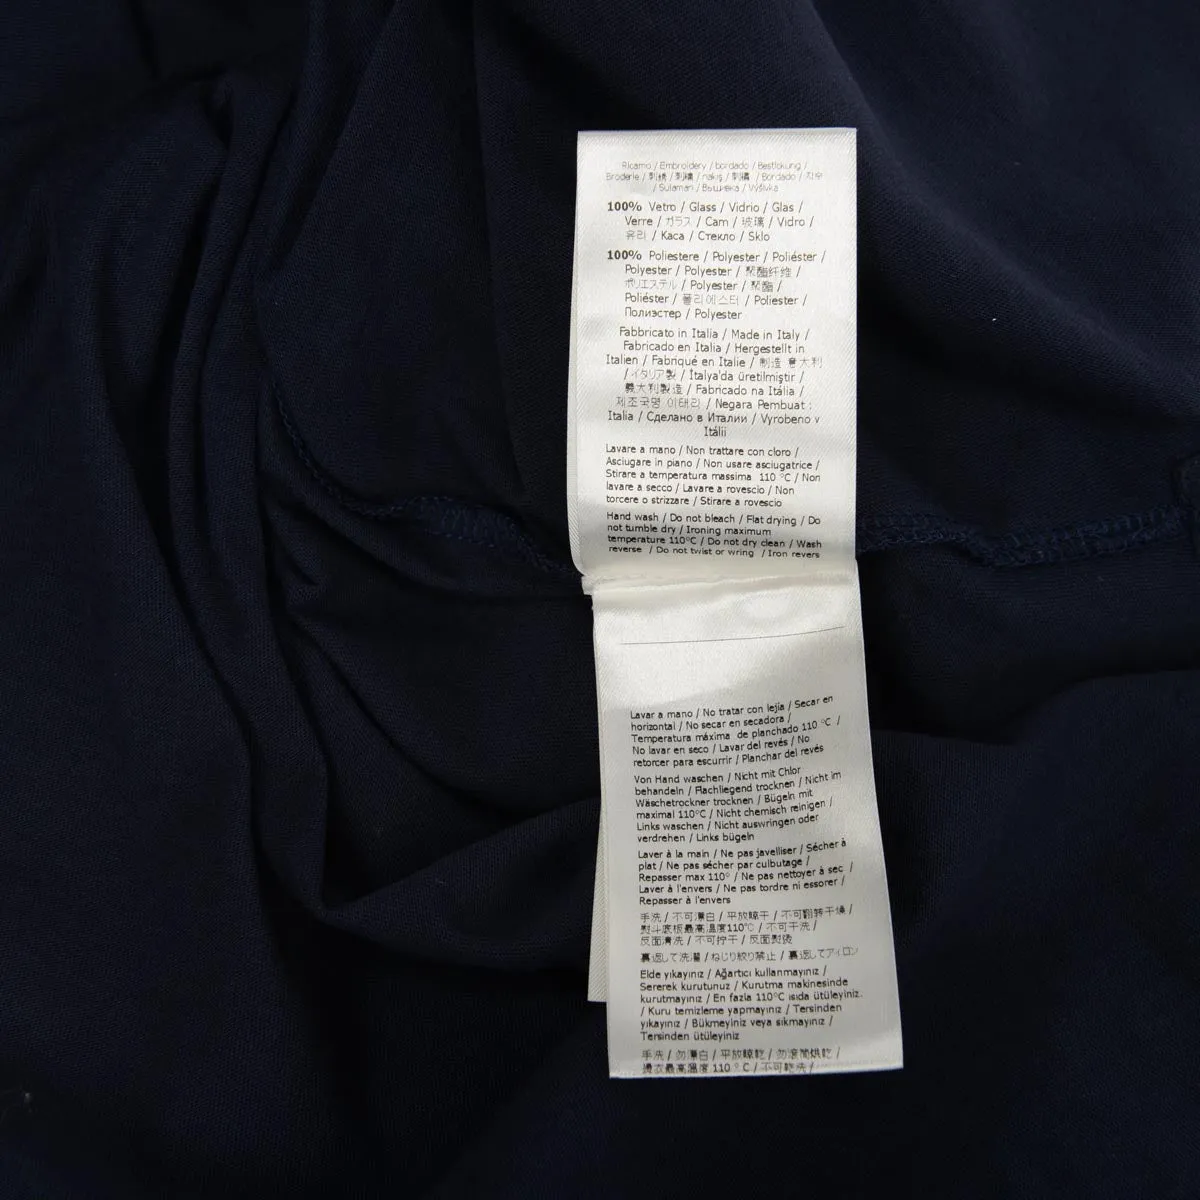 Ricamo / Embroidery / bordado / Bestickung /
Broderie / 刺绣 / 刺繍 / nakış / 刺繡 / Bordado / 자수
/ Sulaman / Вышивка / Výšivka
100% Vetro / Glass / Vidrio / Glas /
Verre / ガラス / Cam / 玻璃 / Vidro /
유리 / Kaca / Стекло / Sklo
100% Poliestere / Polyester / Poliéster /
Polyester / Polyester / 聚酯纤维 /
ポリエステル / Polyester / 聚酯 /
Poliéster / 폴리에스터 / Poliester /
Полиэстер / Polyester
Fabbricato in Italia / Made in Italy /
Fabricado en Italia / Hergestellt in
Italien / Fabriqué en Italie / 制造 意大利
/ イタリア製 / İtalya'da üretilmiştir /
義大利製造 / Fabricado na Itália /
제조국명 이태리 / Negara Pembuat :
Italia / Сделано в Италии / Vyrobeno v
Itálii
Lavare a mano / Non trattare con cloro /
Asciugare in piano / Non usare asciugatrice /
Stirare a temperatura massima 110 °C / Non
lavare a secco / Lavare a rovescio / Non
torcere o strizzare / Stirare a rovescio
Hand wash / Do not bleach / Flat drying / Do
not tumble dry / Ironing maximum
temperature 110°C / Do not dry clean / Wash
reverse / Do not twist or wring / Iron revers
Lavar a mano / No tratar con lejía / Secar en
horizontal / No secar en secadora /
Temperatura máxima de planchado 110 °C /
No lavar en seco / Lavar del revés / No
retorcer para escurrir / Planchar del revés
Von Hand waschen / Nicht mit Chlor
behandeln / Flachliegend trocknen / Nicht im
Wäschetrockner trocknen / Bügeln mit
maximal 110°C / Nicht chemisch reinigen /
Links waschen / Nicht auswringen oder
verdrehen / Links bügeln
Laver à la main / Ne pas javelliser / Sécher à
plat / Ne pas sécher par culbutage /
Repasser max 110° / Ne pas nettoyer à sec /
Laver à l'envers / Ne pas tordre ni essorer /
Repasser à l'envers
手洗 / 不可漂白 / 平放晾干 / 不可翻转干燥 /
熨斗底板最高温度110°C / 不可干洗 /
反面清洗 / 不可拧干 / 反面熨烫
裏返して洗濯 / ねじり絞り禁止 / 裏返してアイロン
Elde yıkayınız / Ağartıcı kullanmayınız /
Sererek kurutunuz / Kurutma makinesinde
kurutmayınız / En fazla 110°C ısıda ütüleyiniz.
/ Kuru temizleme yapmayınız / Tersinden
yıkayınız / Bükmeyiniz veya sıkmayınız /
Tersinden ütüleyiniz
手洗 / 勿漂白 / 平放晾乾 / 勿滾筒烘乾 /
燙衣最高溫度 110 °C / 不可乾洗 /